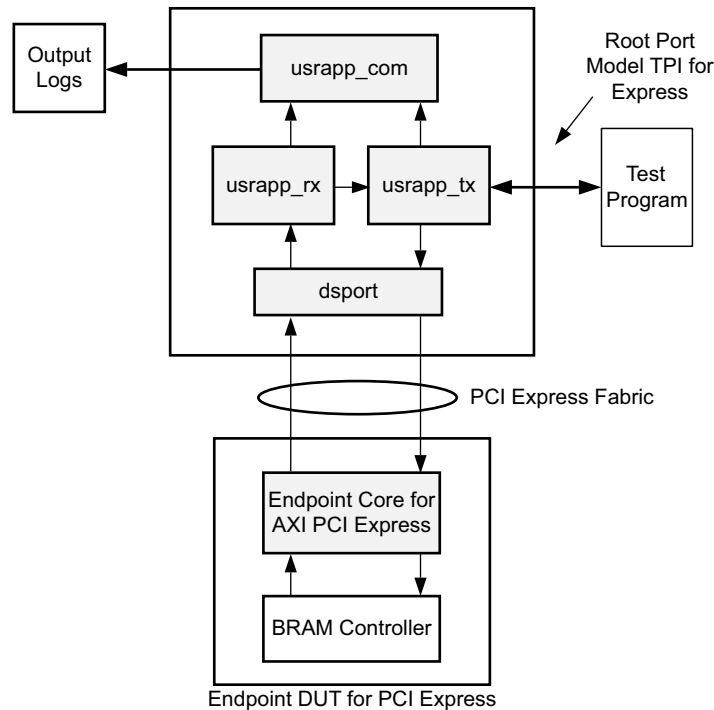 Output
Logs
usrapp_com
Root Port
Model TPI for
Express
usrapp_rx
usrapp_tx
Test
Program
dsport
PCI Express Fabric
Endpoint Core for
AXI PCI Express
BRAM Controller
Endpoint DUT for PCI Express